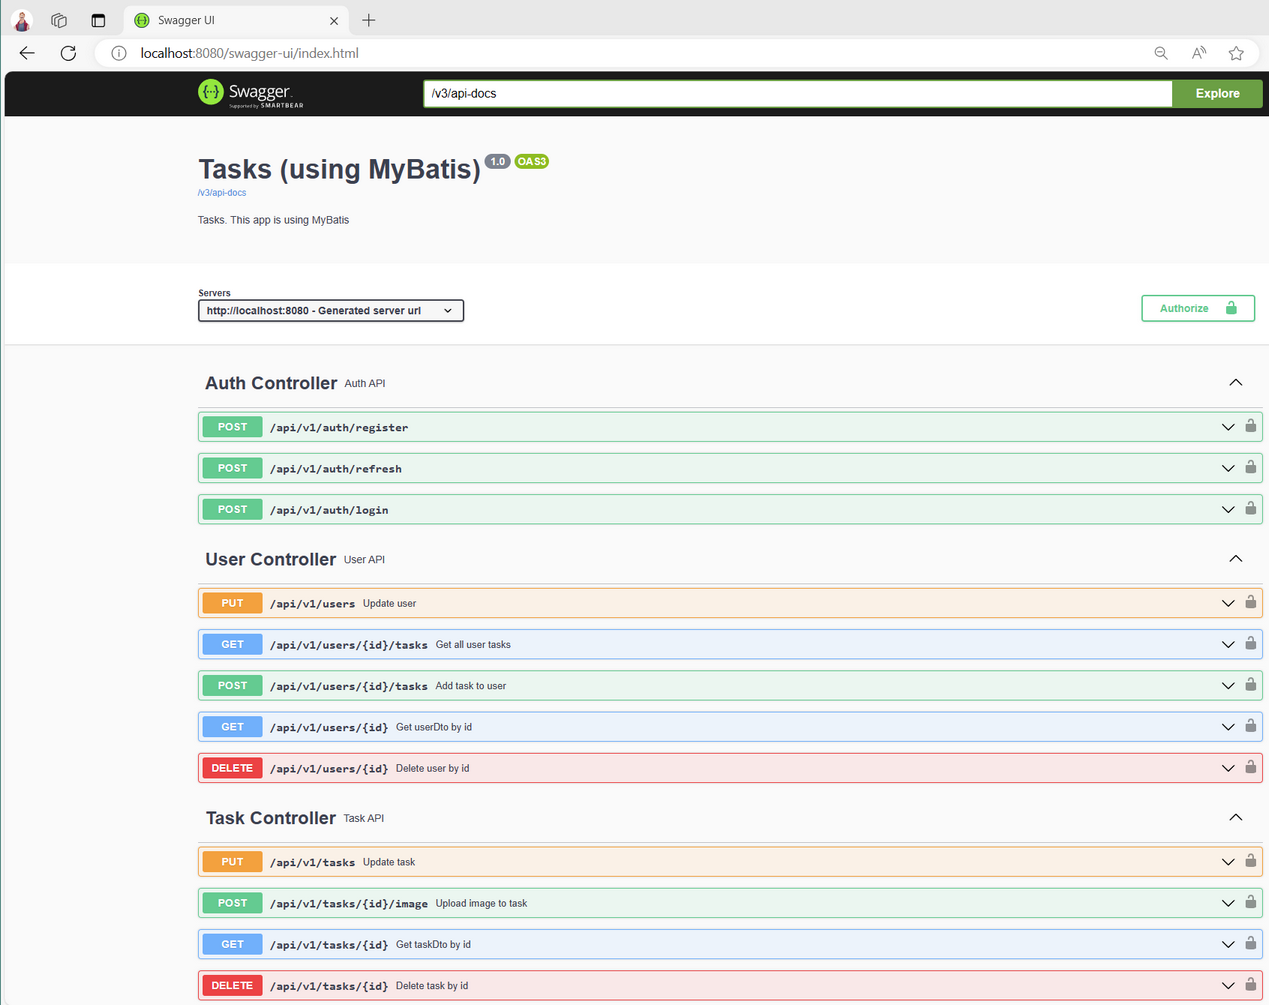 Swagger UI
localhost:8080/swagger-ui/index.html
Swagger.
Supported by SMARTBEAR
/v3/api-docs
Explore
Tasks (using MyBatis) 1.0 OAS3
/v3/api-docs
Tasks. This app is using MyBatis
Servers
http://localhost:8080 - Generated server url
Authorize
Auth Controller Auth API
POST /api/v1/auth/register
POST /api/v1/auth/refresh
POST /api/v1/auth/login
User Controller User API
PUT /api/v1/users Update user
GET /api/v1/users/{id}/tasks Get all user tasks
POST /api/v1/users/{id}/tasks Add task to user
GET /api/v1/users/{id} Get userDto by id
DELETE /api/v1/users/{id} Delete user by id
Task Controller Task API
PUT /api/v1/tasks Update task
POST /api/v1/tasks/{id}/image Upload image to task
GET /api/v1/tasks/{id} Get taskDto by id
DELETE /api/v1/tasks/{id} Delete task by id